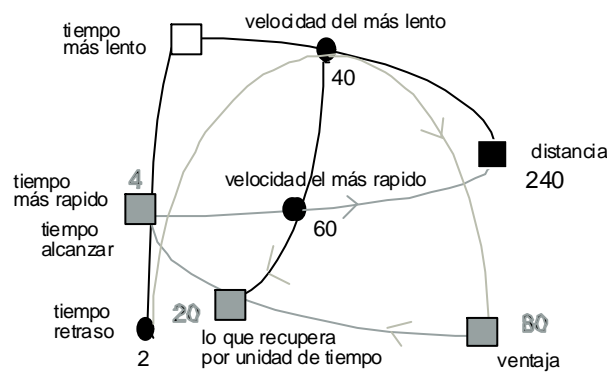 tiempo
más lento
velocidad del más lento
40
distancia
240
tiempo
más rapido
4
velocidad el más rapido
60
tiempo
alcanzar
tiempo
retraso
2
20
lo que recupera
por unidad de tiempo
80
ventaja